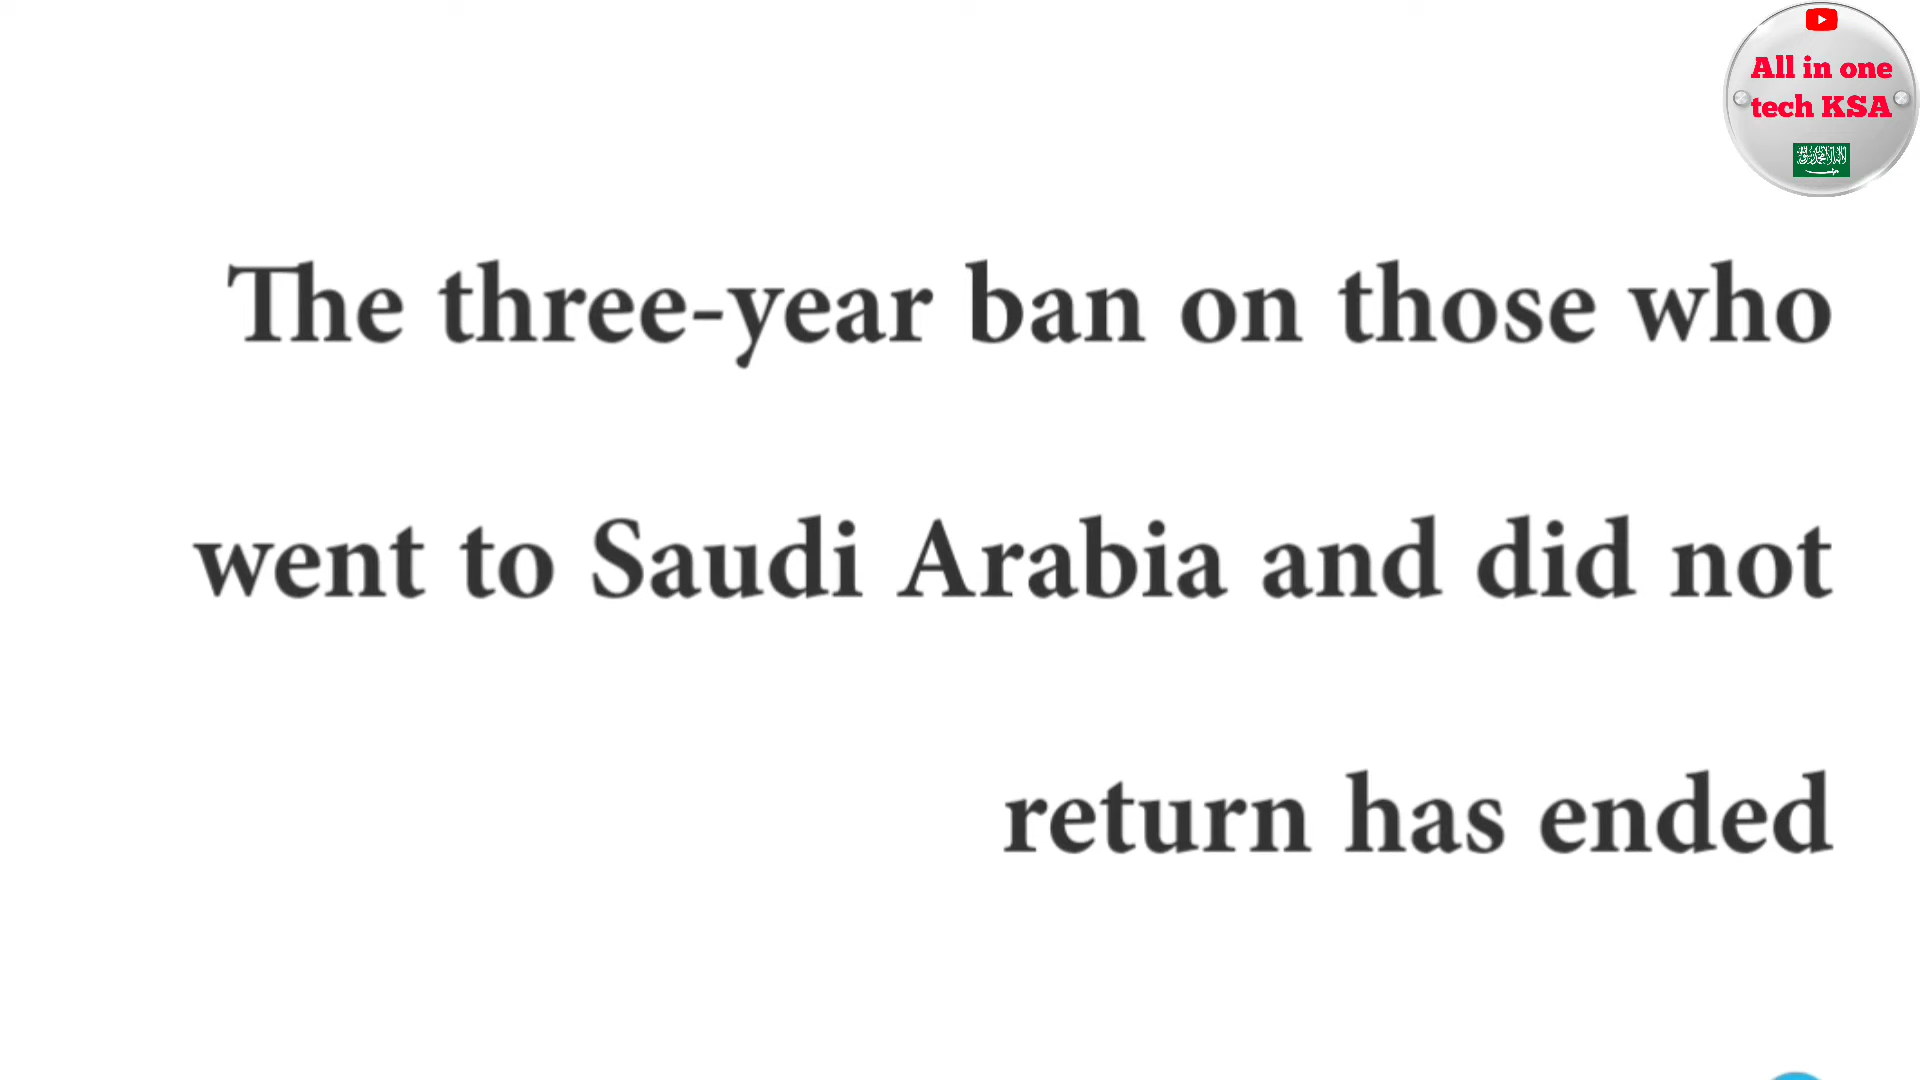 All in one
tech KSA
The three-year ban on those who
went to Saudi Arabia and did not
return has ended